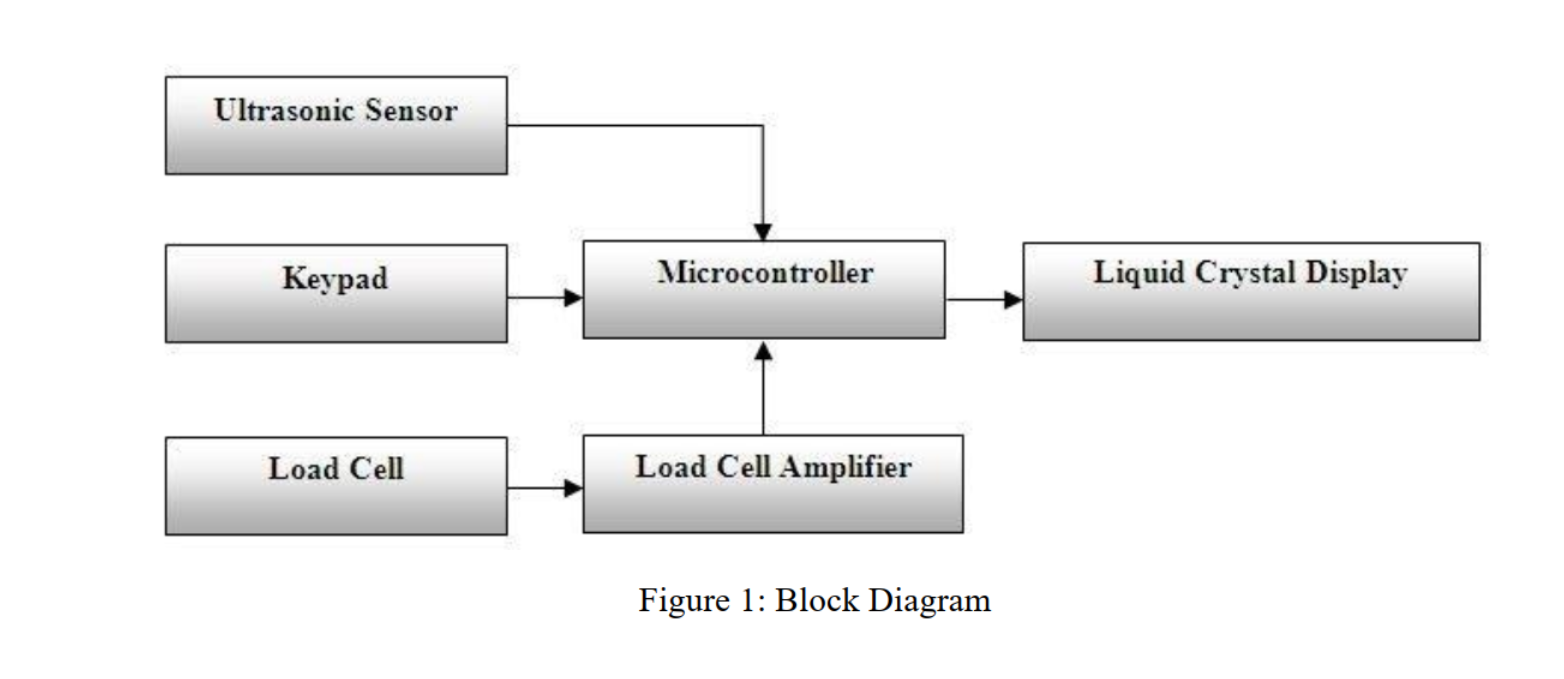 Ultrasonic Sensor
Keypad
Microcontroller
Liquid Crystal Display
Load Cell
Load Cell Amplifier
Figure 1: Block Diagram